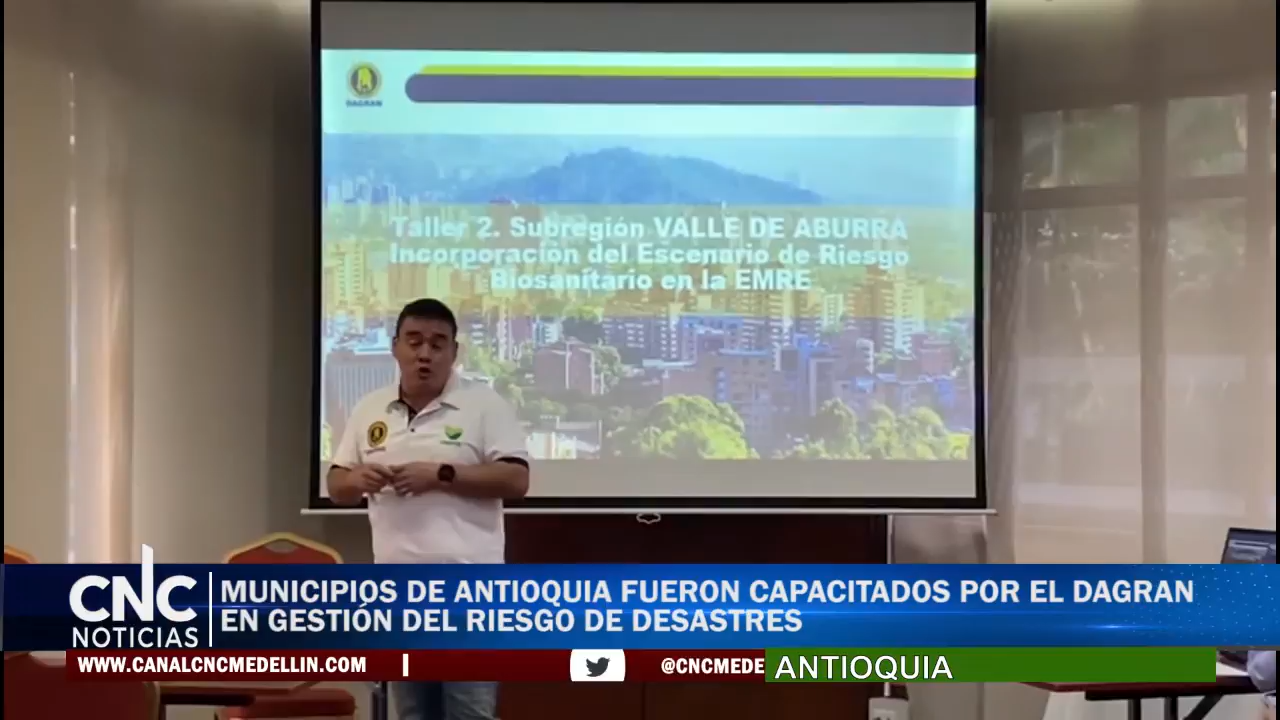 DAGRAN
Taller 2. Subregión VALLE DE ABURRA
Incorporación del Escenario de Riesgo
Biosanitario en la EMRE
CNC
NOTICIAS
MUNICIPIOS DE ANTIOQUIA FUERON CAPACITADOS POR EL DAGRAN
EN GESTIÓN DEL RIESGO DE DESASTRES
WWW.CANALCNCMEDELLIN.COM
@CNCMEDE
ANTIOQUIA